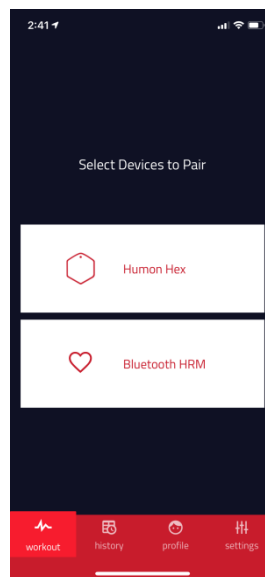 2:41
Select Devices to Pair
Humon Hex
Bluetooth HRM
workout history profile settings